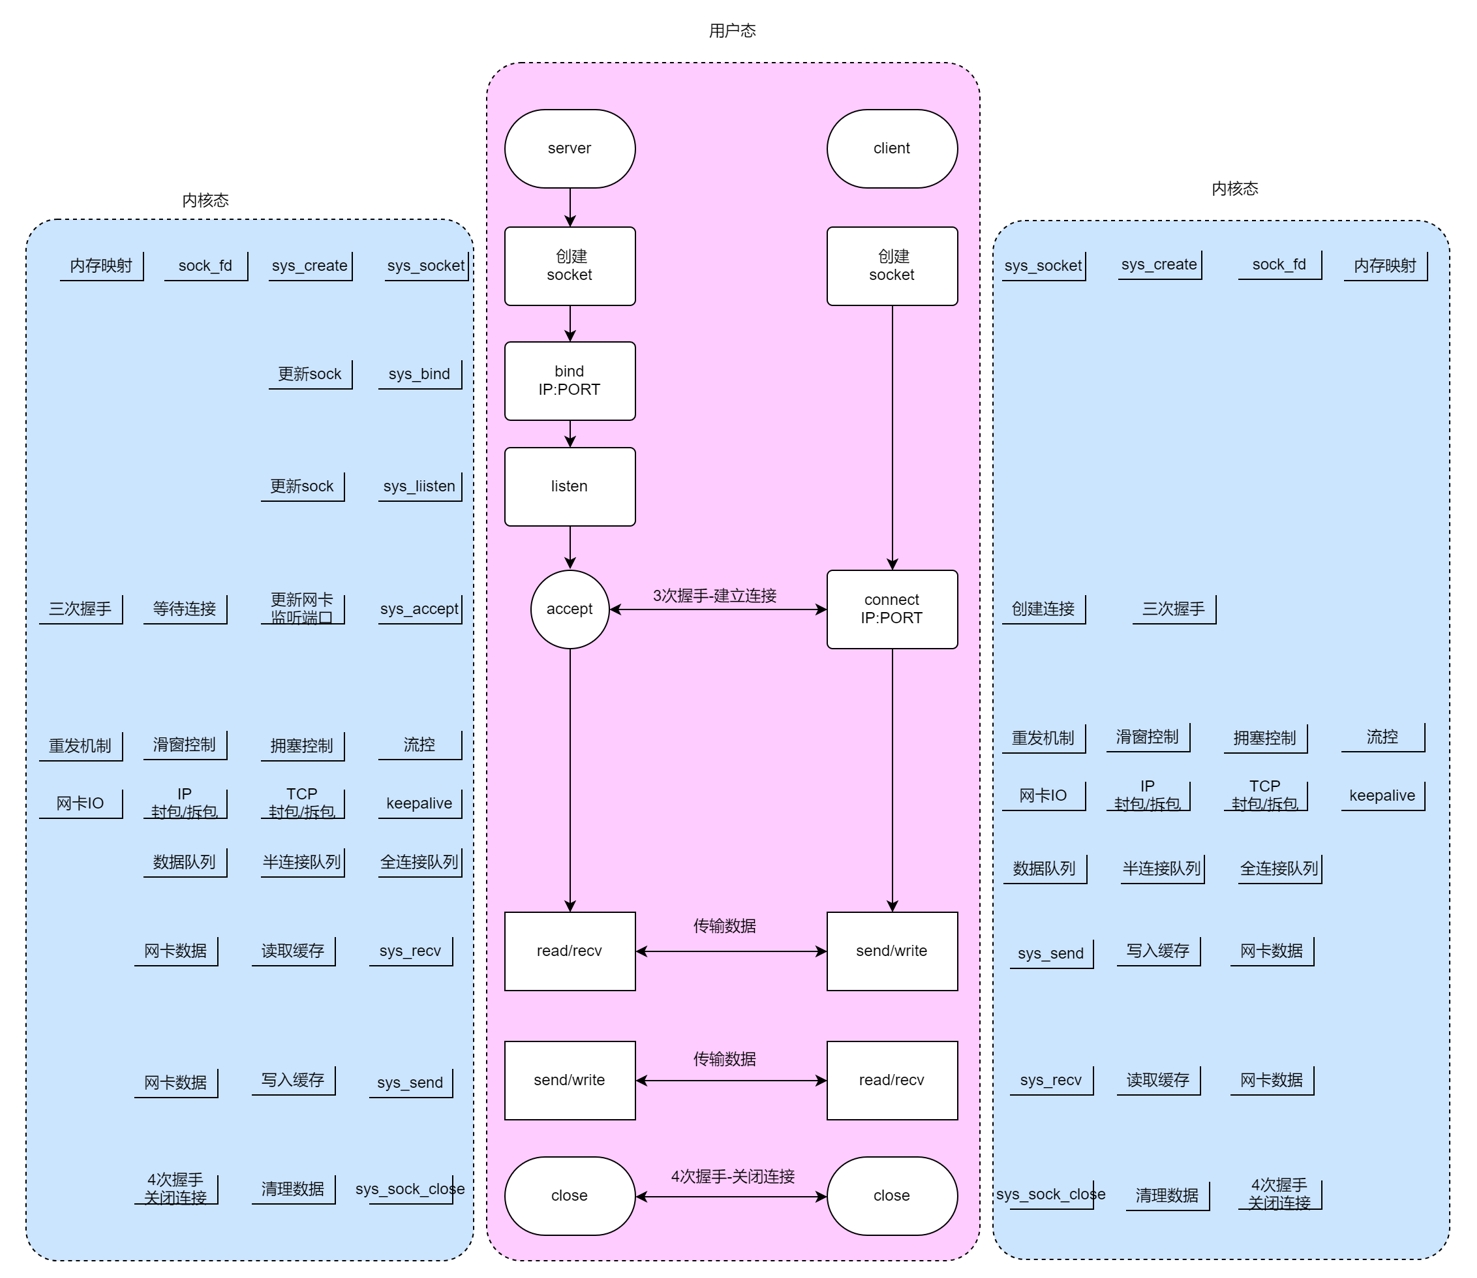 用户态
server
client
内核态
内核态
内存映射
sock_fd
sys_create
sys_socket
创建
socket
创建
socket
sys_socket
sys_create
sock_fd
内存映射
更新sock
sys_bind
bind
IP:PORT
更新sock
sys_liisten
listen
三次握手
等待连接
更新网卡
监听端口
sys_accept
accept
3次握手-建立连接
connect
IP:PORT
创建连接
三次握手
重发机制
滑窗控制
拥塞控制
流控
重发机制
滑窗控制
拥塞控制
流控
网卡IO
IP
封包/拆包
TCP
封包/拆包
keepalive
网卡IO
IP
封包/拆包
TCP
封包/拆包
keepalive
数据队列
半连接队列
全连接队列
数据队列
半连接队列
全连接队列
网卡数据
读取缓存
sys_recv
read/recv
传输数据
send/write
sys_send
写入缓存
网卡数据
网卡数据
写入缓存
sys_send
send/write
传输数据
read/recv
sys_recv
读取缓存
网卡数据
4次握手
关闭连接
清理数据
sys_sock_close
close
4次握手-关闭连接
close
sys_sock_close
清理数据
4次握手
关闭连接